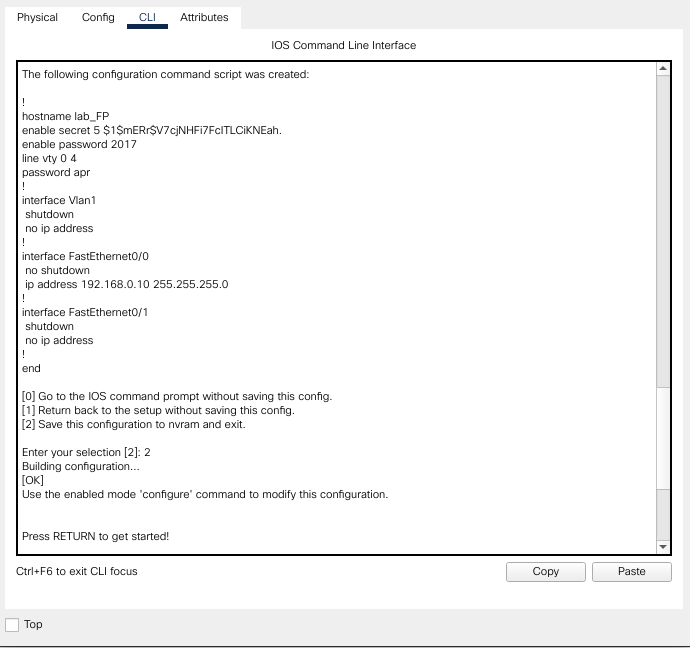 Physical Config CLI Attributes
IOS Command Line Interface
The following configuration command script was created:
!
hostname lab_FP
enable secret 5 $1$mERr$V7cjNHFi7FcITLCiKNEah.
enable password 2017
line vty 0 4
password apr
!
interface Vlan1
shutdown
no ip address
!
interface FastEthernet0/0
no shutdown
ip address 192.168.0.10 255.255.255.0
!
interface FastEthernet0/1
shutdown
no ip address
!
end
[0] Go to the IOS command prompt without saving this config.
[1] Return back to the setup without saving this config.
[2] Save this configuration to nvram and exit.
Enter your selection [2]: 2
Building configuration...
[OK]
Use the enabled mode 'configure' command to modify this configuration.
Press RETURN to get started!
Ctrl+F6 to exit CLI focus
Copy Paste
Top